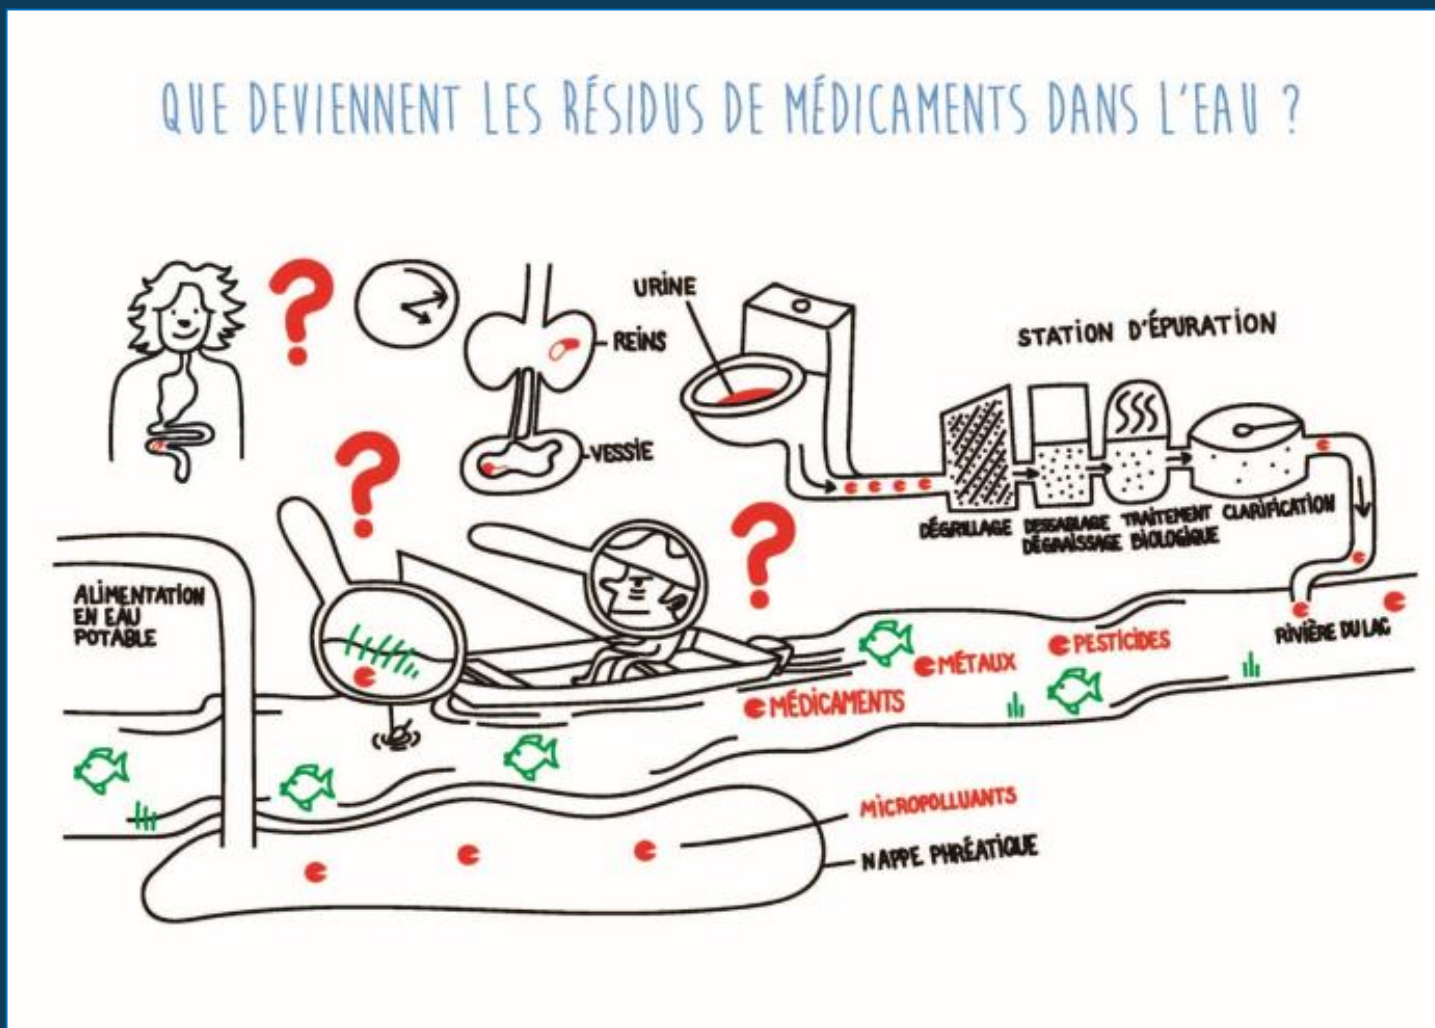 QUE DEVIENNENT LES RÉSIDUS DE MÉDICAMENTS DANS L'EAU ?
URINE
REINS
VESSIE
STATION D'ÉPURATION
DÉGRILLAGE
DESSABLAGE
DÉGRAISSAGE
TRAITEMENT
BIOLOGIQUE
CLARIFICATION
ALIMENTATION
EN EAU
POTABLE
RIVIÈRE DU LAC
PESTICIDES
MÉTAUX
MÉDICAMENTS
MICROPOLLUANTS
NAPPE PHRÉATIQUE